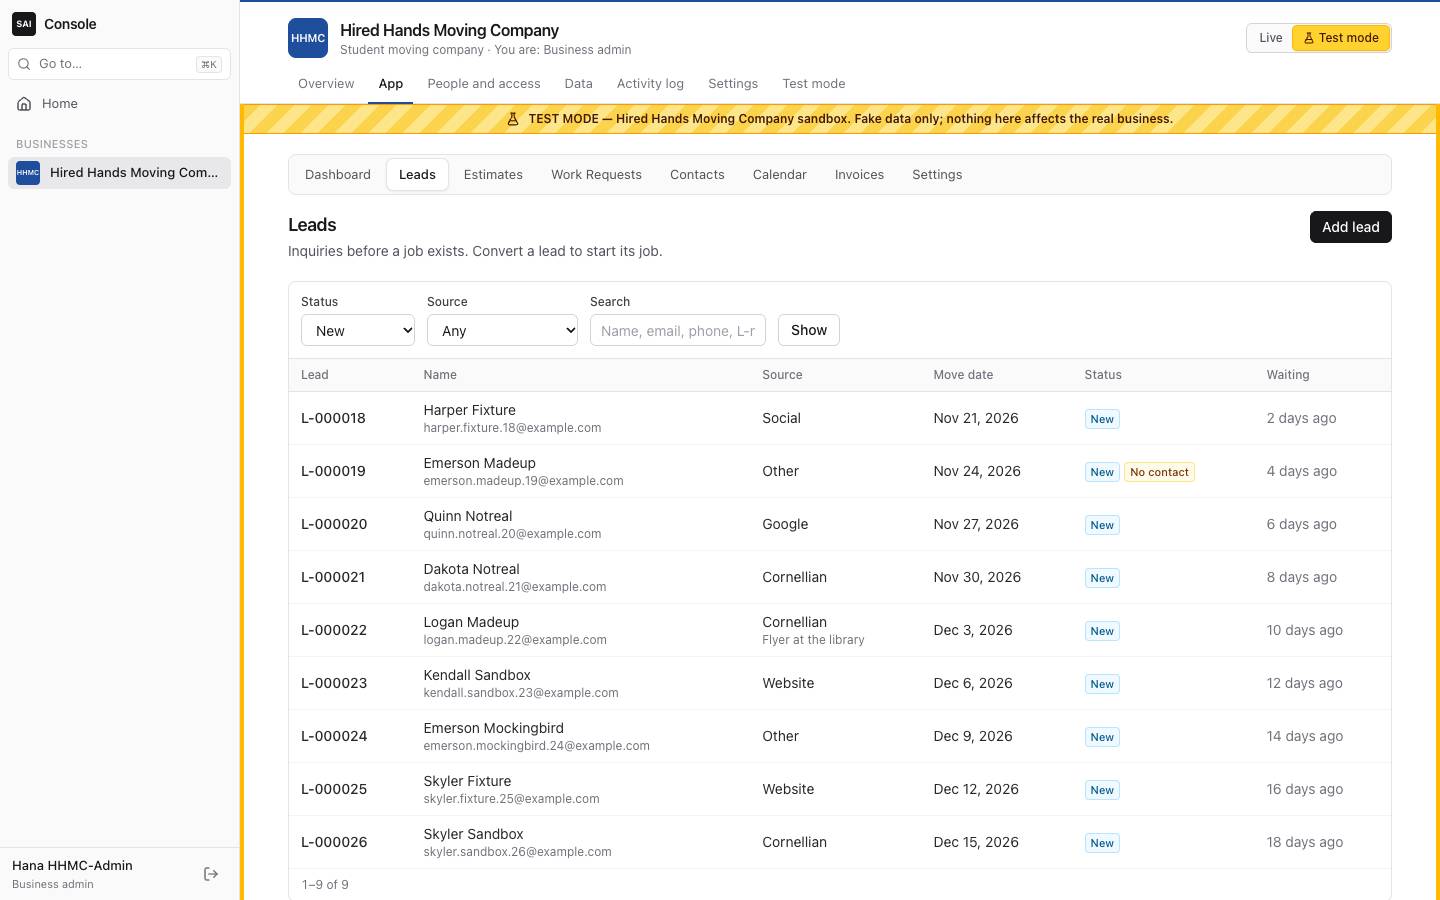 SAI Console
Go to... ⌘K
Home
BUSINESSES
HHMC Hired Hands Moving Com...
Hana HHMC-Admin
Business admin
HHMC
Hired Hands Moving Company
Student moving company · You are: Business admin
Live Test mode
Overview App People and access Data Activity log Settings Test mode
TEST MODE — Hired Hands Moving Company sandbox. Fake data only; nothing here affects the real business.
Dashboard Leads Estimates Work Requests Contacts Calendar Invoices Settings
Leads
Inquiries before a job exists. Convert a lead to start its job.
Add lead
Status Source Search
New Any Name, email, phone, L-r Show
Lead Name Source Move date Status Waiting
L-000018 Harper Fixture Social Nov 21, 2026 New 2 days ago
harper.fixture.18@example.com
L-000019 Emerson Madeup Other Nov 24, 2026 New No contact 4 days ago
emerson.madeup.19@example.com
L-000020 Quinn Notreal Google Nov 27, 2026 New 6 days ago
quinn.notreal.20@example.com
L-000021 Dakota Notreal Cornellian Nov 30, 2026 New 8 days ago
dakota.notreal.21@example.com
L-000022 Logan Madeup Cornellian Dec 3, 2026 New 10 days ago
logan.madeup.22@example.com Flyer at the library
L-000023 Kendall Sandbox Website Dec 6, 2026 New 12 days ago
kendall.sandbox.23@example.com
L-000024 Emerson Mockingbird Other Dec 9, 2026 New 14 days ago
emerson.mockingbird.24@example.com
L-000025 Skyler Fixture Website Dec 12, 2026 New 16 days ago
skyler.fixture.25@example.com
L-000026 Skyler Sandbox Cornellian Dec 15, 2026 New 18 days ago
skyler.sandbox.26@example.com
1–9 of 9